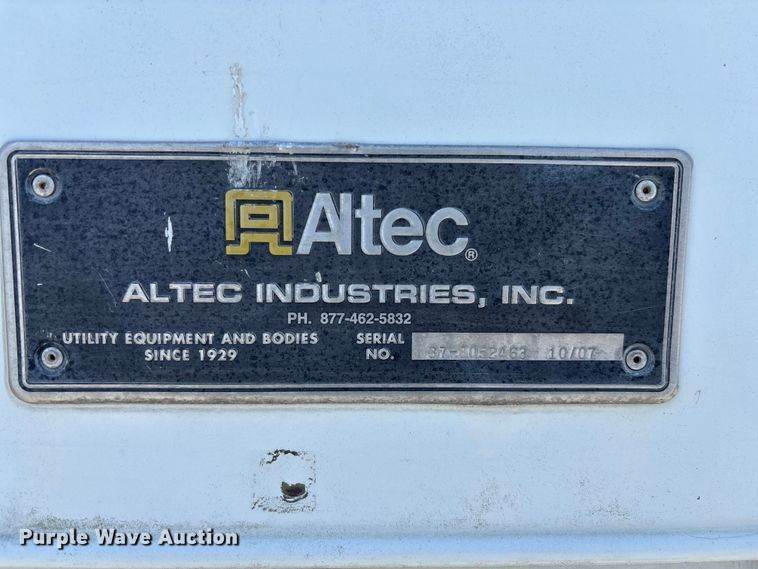 Altec®
ALTEC INDUSTRIES, INC.
PH. 877-462-5832
UTILITY EQUIPMENT AND BODIES
SINCE 1929
SERIAL
NO.
10/07
Purple Wave Auction